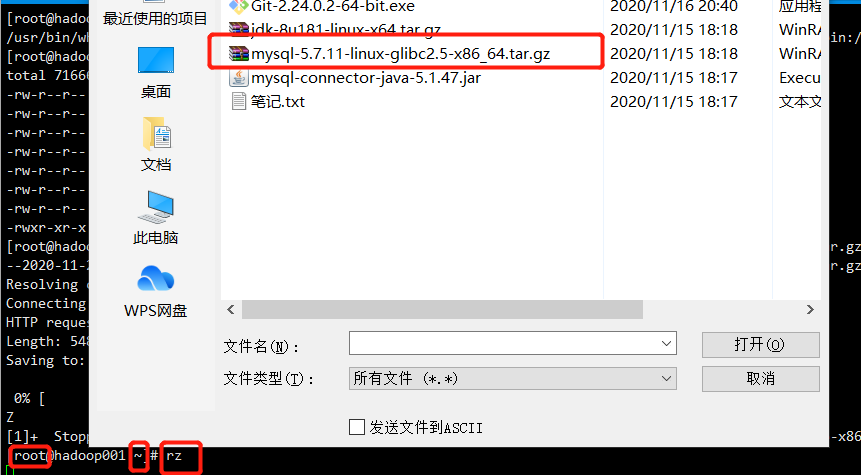 [root@hadoo
最近使用的项目
Git-2.24.0.2-64-bit.exe 2020/11/16 20:40 应用程
jdk-8u181-linux-x64.tar.gz 2020/11/15 18:18 WinRA
/usr/bin/wh in:/
[root@hado
mysql-5.7.11-linux-glibc2.5-x86_64.tar.gz 2020/11/15 18:18 WinRA
total 71666
mysql-connector-java-5.1.47.jar 2020/11/15 18:17 Execu
-rw-r--r--
桌面
笔记.txt 2020/11/15 18:17 文本文
-rw-r--r--
-rw-r--r--
-rw-r--r--
文档
-rw-r--r--
-rw-r--r--
-rw-r--r--
-rwxr-xr-x
此电脑
[root@hado r.gz
--2020-11-2 r.gz
Resolving
Connecting
WPS网盘
HTTP reques
Length: 548
文件名(N)：
打开(O)
Saving to:
文件类型(T)：
所有文件 (*.*)
取消
0% [
Z
发送文件到ASCII
[1]+ Stopp -x86
[root@hadoop001 ~]# rz